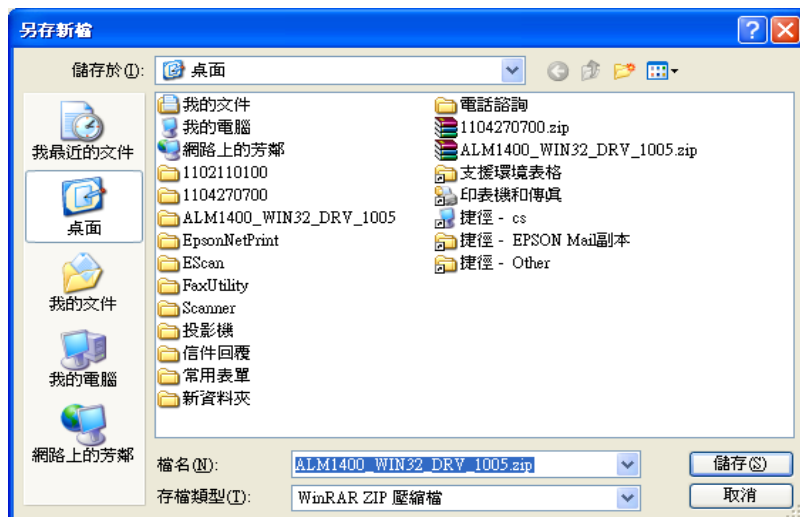 另存新檔
儲存於(I):
桌面
我最近的文件
桌面
我的文件
我的電腦
網路上的芳鄰
我的文件
我的電腦
網路上的芳鄰
1102110100
1104270700
ALM1400_WIN32_DRV_1005
EpsonNetPrint
EScan
FaxUtility
Scanner
投影機
信件回覆
常用表單
新資料夾
電話諮詢
1104270700.zip
ALM1400_WIN32_DRV_1005.zip
支援環境表格
印表機和傳真
捷徑 - cs
捷徑 - EPSON Mail副本
捷徑 - Other
檔名(N):
ALM1400_WIN32_DRV_1005.zip
儲存(S)
存檔類型(T):
WinRAR ZIP 壓縮檔
取消